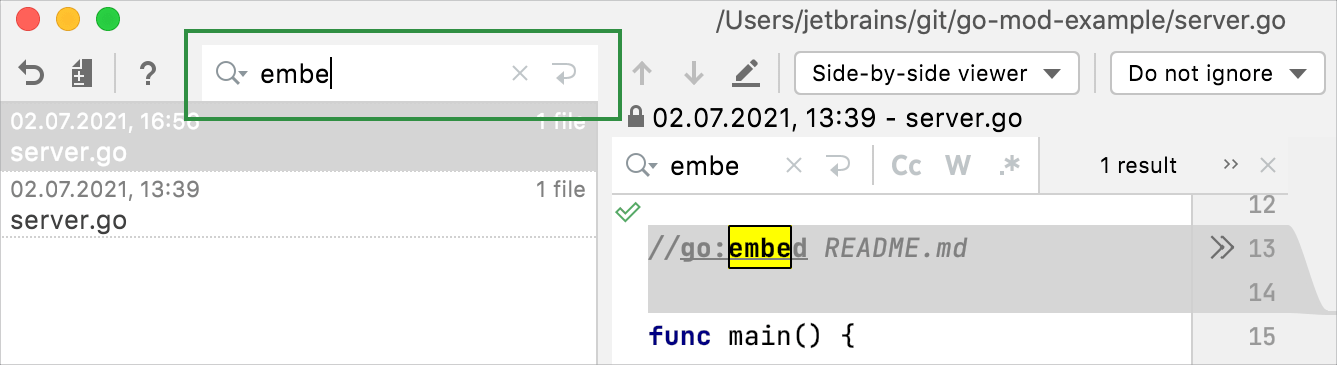 /Users/jetbrains/git/go-mod-example/server.go
?
embe
Side-by-side viewer
Do not ignore
02.07.2021, 16:56
1 file
server.go
02.07.2021, 13:39
1 file
server.go
02.07.2021, 13:39 - server.go
embe
Cc W .*
1 result
12
//go:embed README.md
13
14
func main() {
15